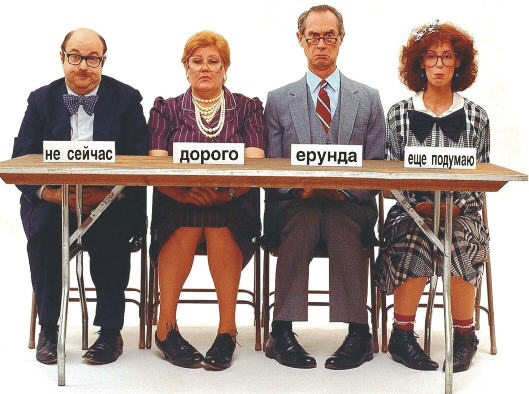 не сейчас
дорого
ерунда
еще подумаю